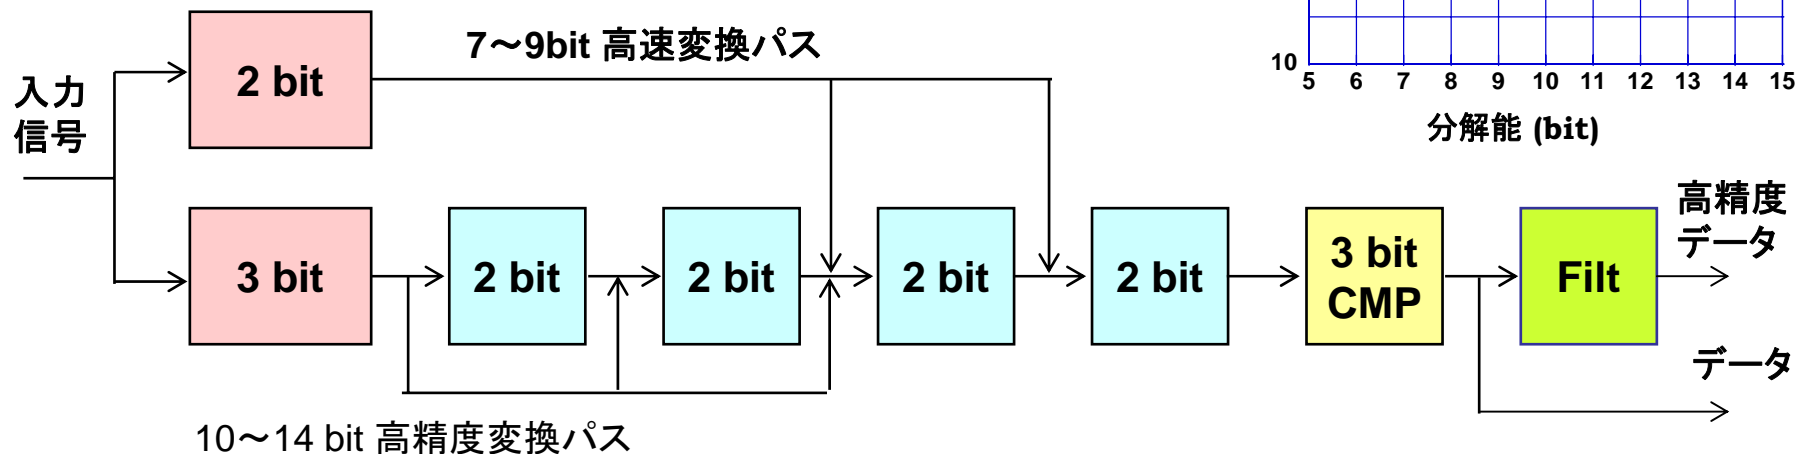 7～9bit 高速変換パス
入力
信号
2 bit
10
5 6 7 8 9 10 11 12 13 14 15
分解能 (bit)
3 bit
2 bit
2 bit
2 bit
2 bit
3 bit
CMP
Filt
高精度
データ
データ
10～14 bit 高精度変換パス